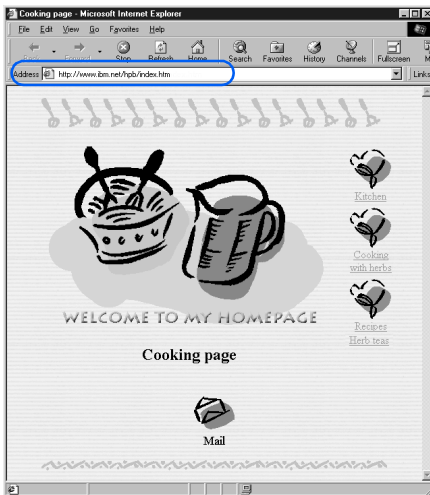 Cooking page - Microsoft Internet Explorer
File Edit View Go Favorites Help
Back Forward Stop Refresh Home Search Favorites History Channels Fullscreen M
Address http://www.ibm.net/hpb/index.htm Links
Kitchen
Cooking
with herbs
Recipes
Herb teas
WELCOME TO MY HOMEPAGE
Cooking page
Mail